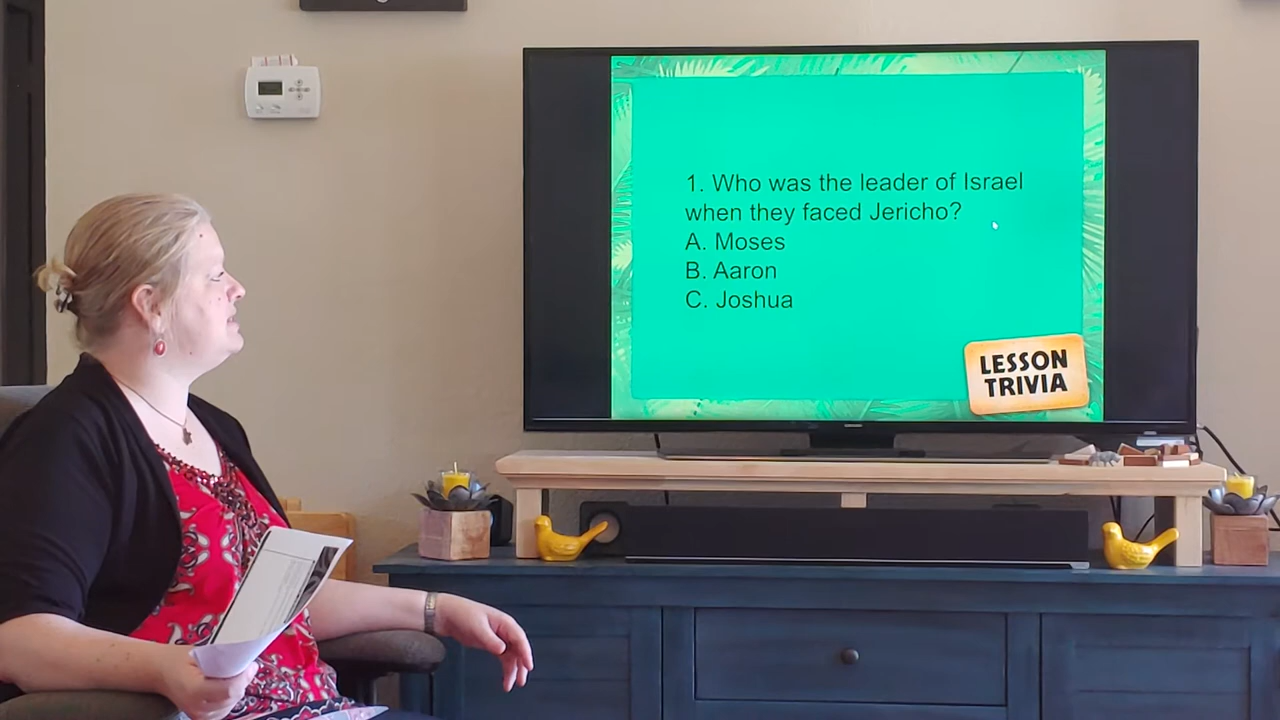 1. Who was the leader of Israel
when they faced Jericho?
A. Moses
B. Aaron
C. Joshua
LESSON
TRIVIA